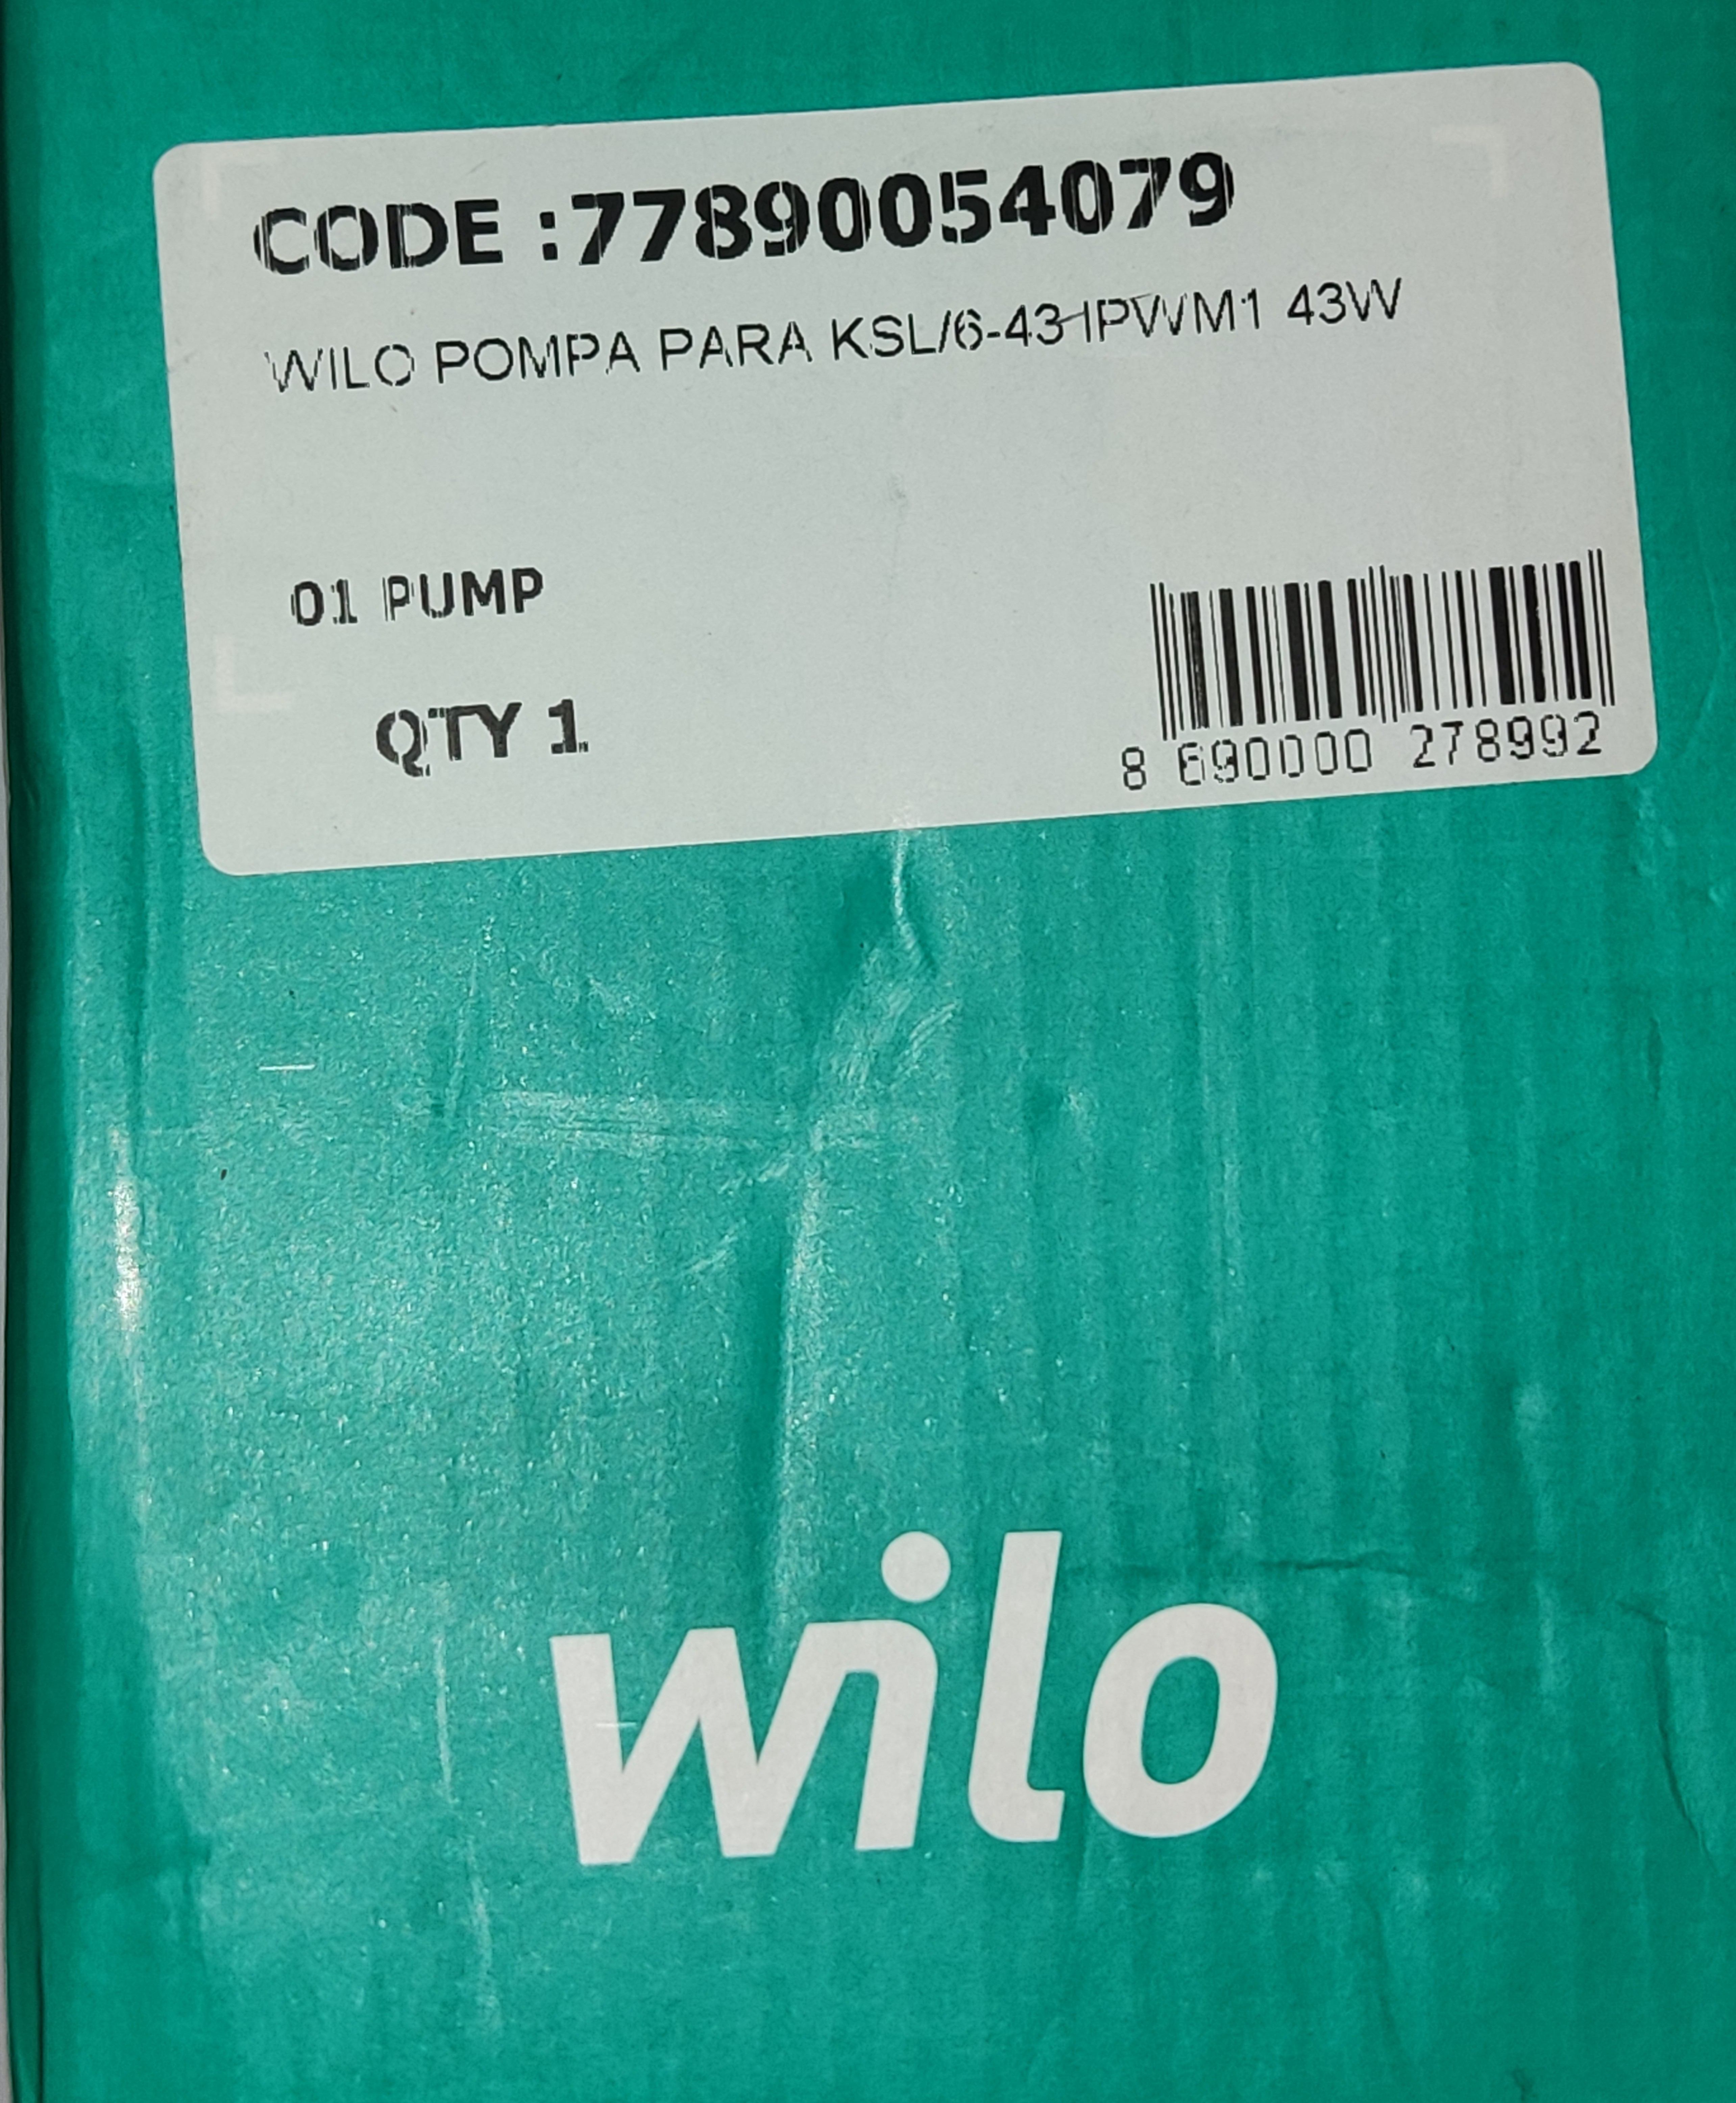 CODE :77890054079
WILO POMPA PARA KSL/6-43-IPWM1 43W
01 PUMP
QTY 1
8 690000 278992
wilo